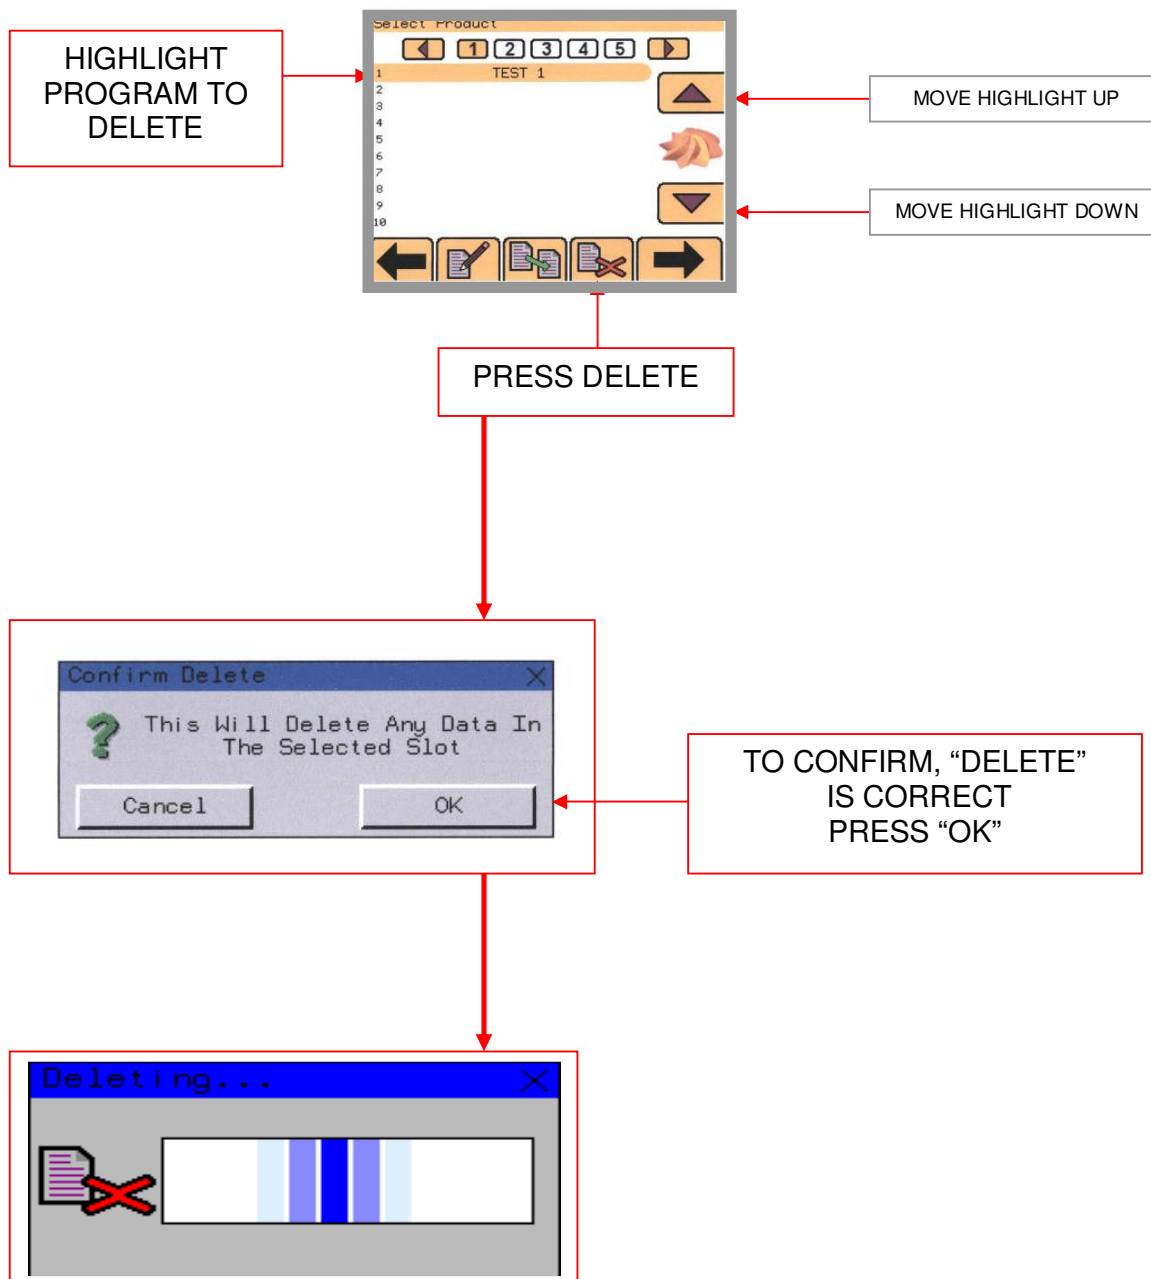 Select Product
1 2 3 4 5
HIGHLIGHT
PROGRAM TO
DELETE
1 TEST 1
2
3
4
5
6
7
8
9
10
MOVE HIGHLIGHT UP
MOVE HIGHLIGHT DOWN
PRESS DELETE
Confirm Delete
This Will Delete Any Data In
The Selected Slot
Cancel OK
TO CONFIRM, “DELETE”
IS CORRECT
PRESS “OK”
Deleting...